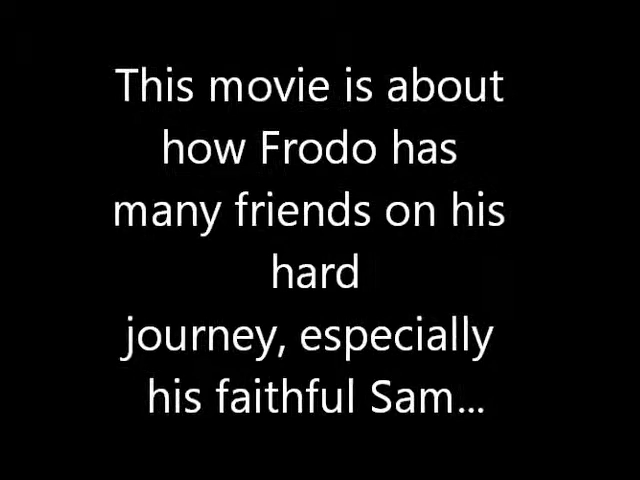 This movie is about
how Frodo has
many friends on his
hard
journey, especially
his faithful Sam...